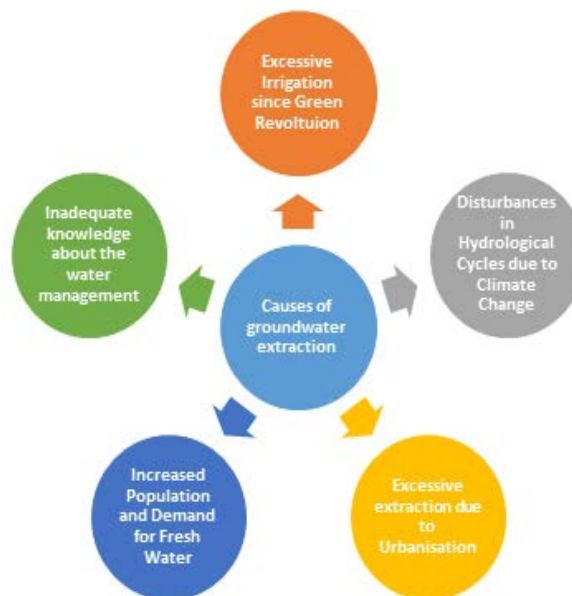 Excessive
Irrigation
since Green
Revoltuion
Disturbances
in
Hydrological
Cycles due to
Climate
Change
Inadequate
knowledge
about the
water
management
Causes of
groundwater
extraction
Increased
Population
and Demand
for Fresh
Water
Excessive
extraction due
to
Urbanisation